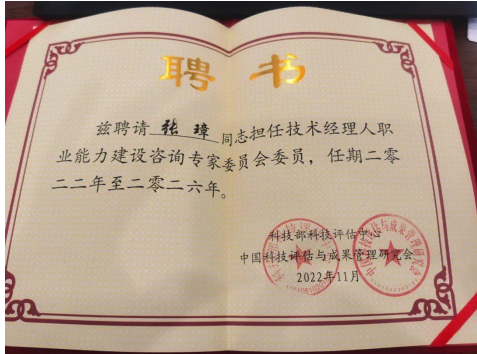 聘书
兹聘请 张璋 同志担任技术经理人职
业能力建设咨询专家委员会委员，任期二零
二二年至二零二六年。
科技部科技评估中心
中国科技评估与成果管理研究会
2022年11月